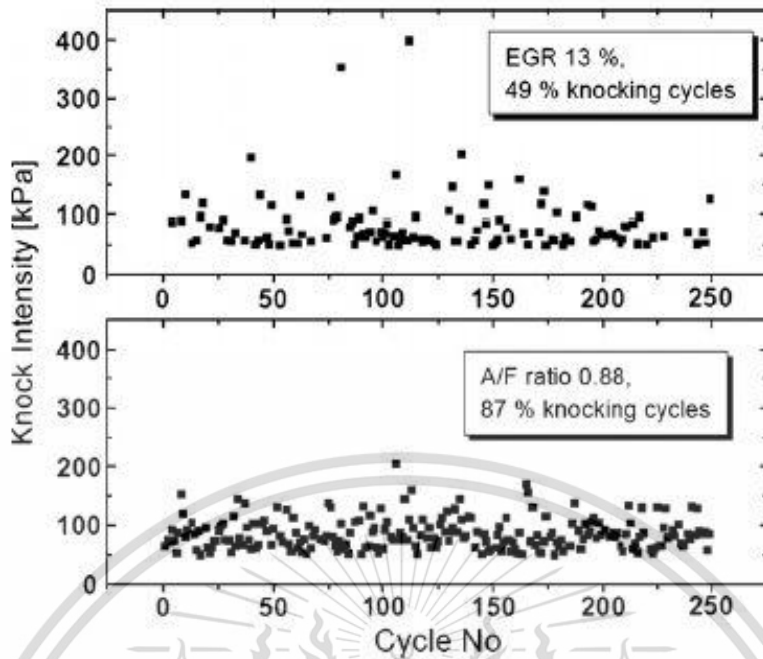 Knock Intensity [kPa]
400
300
200
100
0
EGR 13 %,
49 % knocking cycles
0 50 100 150 200 250
400
300
200
100
0
A/F ratio 0.88,
87 % knocking cycles
0 50 100 150 200 250
Cycle No